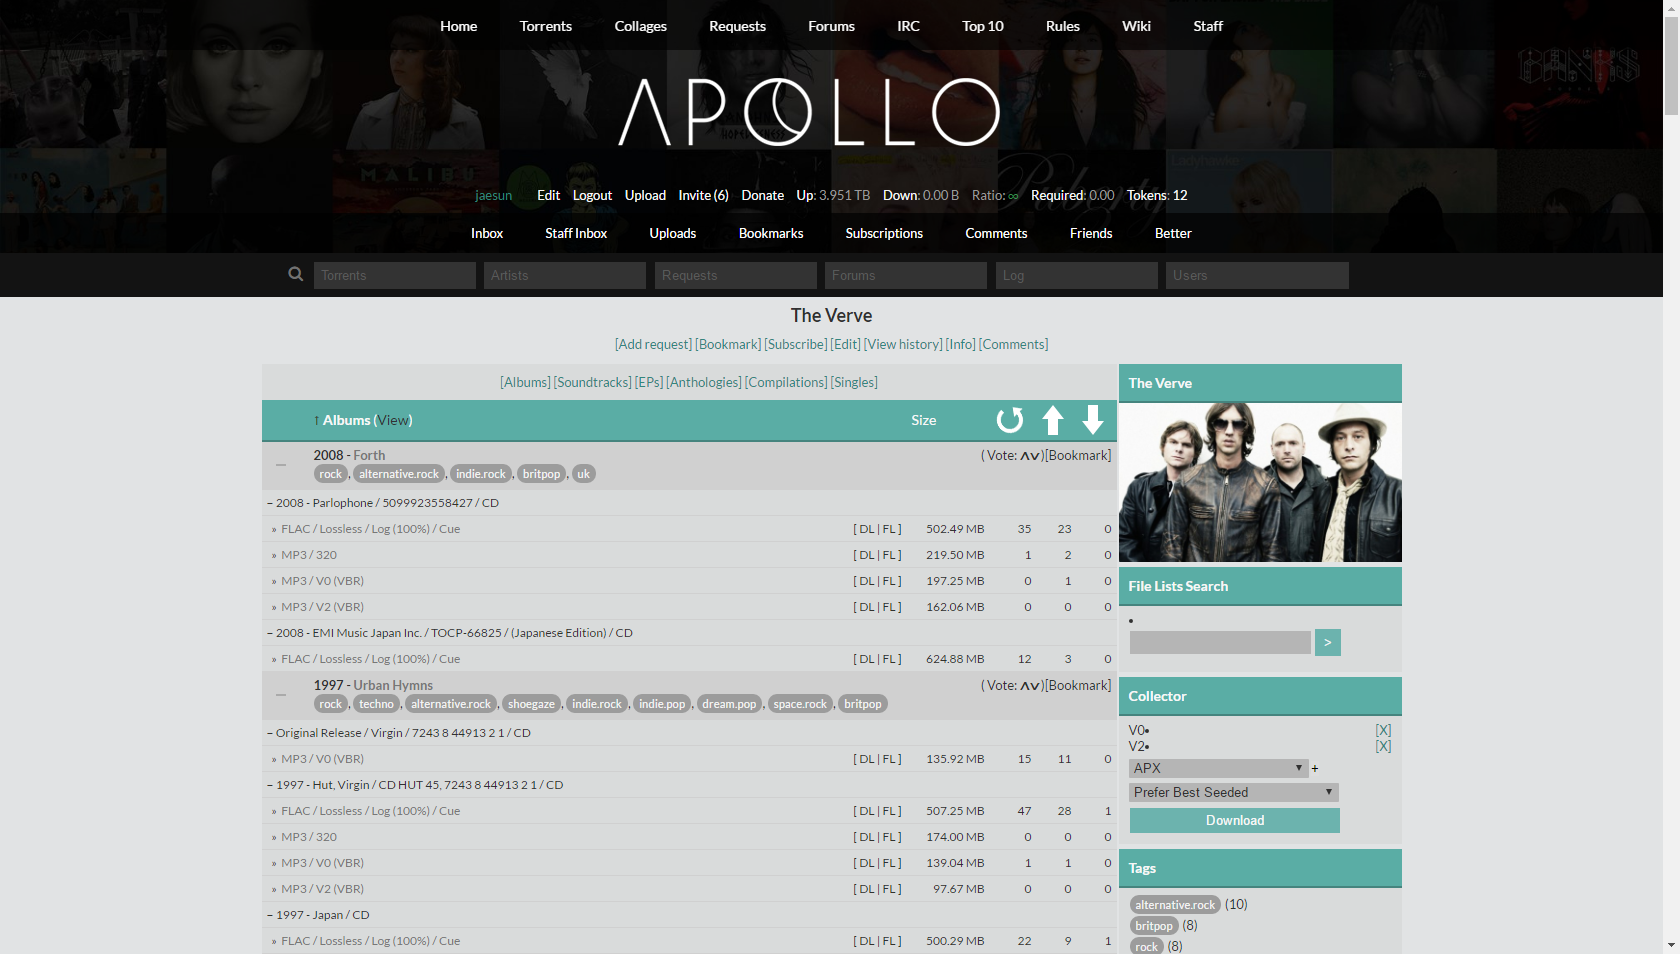 Home Torrents Collages Requests Forums IRC Top 10 Rules Wiki Staff
BANKS
APOLLO
MALIBU
Ladyhawke
jaesun Edit Logout Upload Invite (6) Donate Up: 3.951 TB Down: 0.00 B Ratio: ∞ Required: 0.00 Tokens: 12
Inbox Staff Inbox Uploads Bookmarks Subscriptions Comments Friends Better
Torrents Artists Requests Forums Log Users
The Verve
[Add request] [Bookmark] [Subscribe] [Edit] [View history] [Info] [Comments]
[Albums] [Soundtracks] [EPs] [Anthologies] [Compilations] [Singles]
↑ Albums (View) Size
2008 - Forth ( Vote: ∧∨ )[Bookmark]
rock, alternative.rock, indie.rock, britpop, uk
– 2008 - Parlophone / 5099923558427 / CD
» FLAC / Lossless / Log (100%) / Cue [ DL | FL ] 502.49 MB 35 23 0
» MP3 / 320 [ DL | FL ] 219.50 MB 1 2 0
» MP3 / V0 (VBR) [ DL | FL ] 197.25 MB 0 1 0
» MP3 / V2 (VBR) [ DL | FL ] 162.06 MB 0 0 0
– 2008 - EMI Music Japan Inc. / TOCP-66825 / (Japanese Edition) / CD
» FLAC / Lossless / Log (100%) / Cue [ DL | FL ] 624.88 MB 12 3 0
1997 - Urban Hymns ( Vote: ∧∨ )[Bookmark]
rock, techno, alternative.rock, shoegaze, indie.rock, indie.pop, dream.pop, space.rock, britpop
– Original Release / Virgin / 7243 8 44913 2 1 / CD
» MP3 / V0 (VBR) [ DL | FL ] 135.92 MB 15 11 0
– 1997 - Hut, Virgin / CD HUT 45, 7243 8 44913 2 1 / CD
» FLAC / Lossless / Log (100%) / Cue [ DL | FL ] 507.25 MB 47 28 1
» MP3 / 320 [ DL | FL ] 174.00 MB 0 0 0
» MP3 / V0 (VBR) [ DL | FL ] 139.04 MB 1 1 0
» MP3 / V2 (VBR) [ DL | FL ] 97.67 MB 0 0 0
– 1997 - Japan / CD
» FLAC / Lossless / Log (100%) / Cue [ DL | FL ] 500.29 MB 22 9 1
The Verve
File Lists Search
•
>
Collector
V0• [X]
V2• [X]
APX +
Prefer Best Seeded
Download
Tags
alternative.rock (10)
britpop (8)
rock (8)